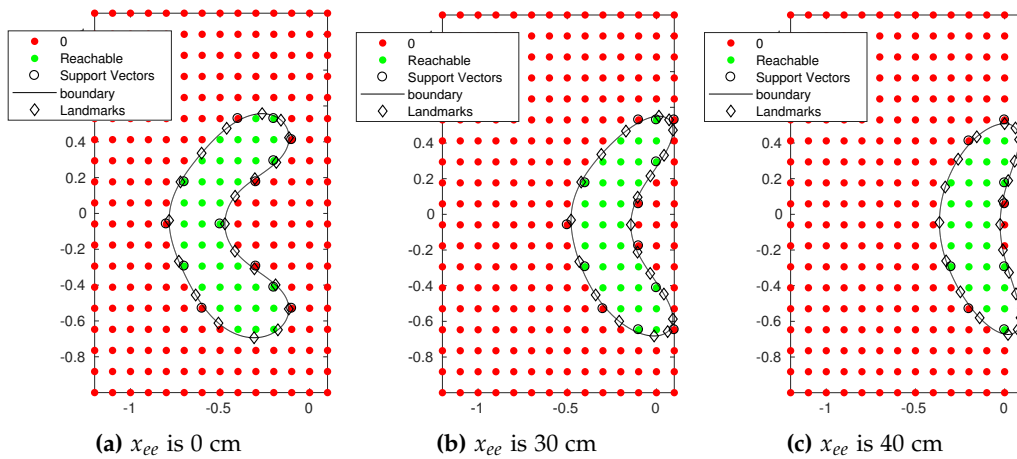 0
Reachable
Support Vectors
boundary
Landmarks
0.4
0.2
0
-0.2
-0.4
-0.6
-0.8
-1
-0.5
0
(a) x_ee is 0 cm
0
Reachable
Support Vectors
boundary
Landmarks
0.4
0.2
0
-0.2
-0.4
-0.6
-0.8
-1
-0.5
0
(b) x_ee is 30 cm
0
Reachable
Support Vectors
boundary
Landmarks
0.4
0.2
0
-0.2
-0.4
-0.6
-0.8
-1
-0.5
0
(c) x_ee is 40 cm